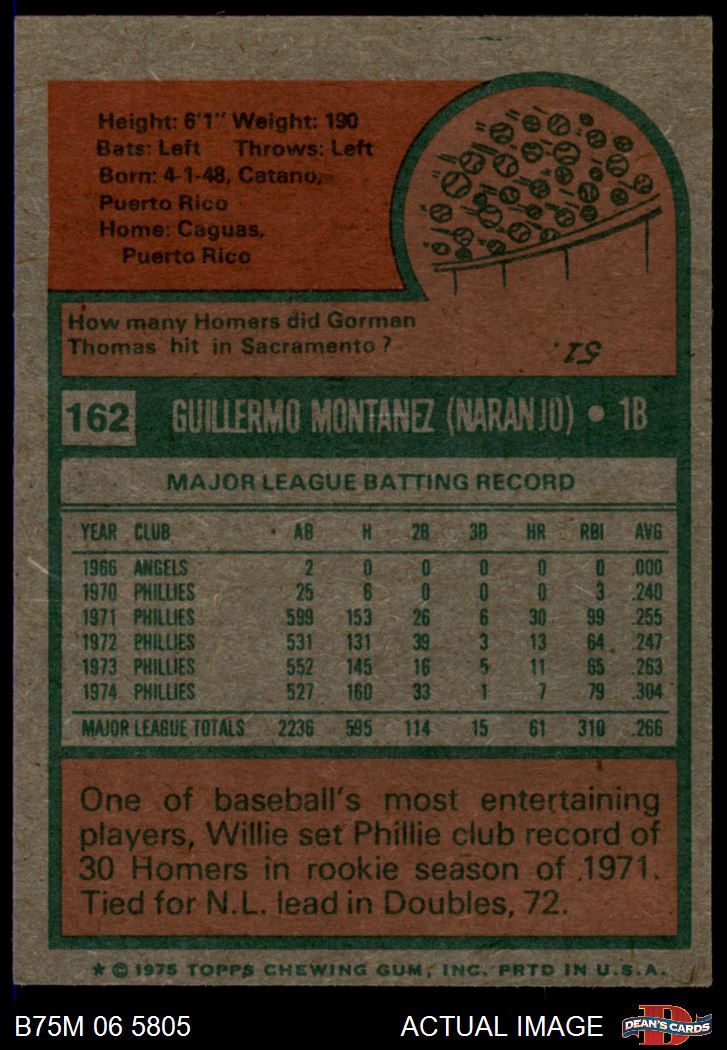 Height: 6'1" Weight: 190
Bats: Left Throws: Left
Born: 4-1-48, Catano,
Puerto Rico
Home: Caguas,
Puerto Rico
How many Homers did Gorman
Thomas hit in Sacramento?
51.
162 GUILLERMO MONTANEZ (NARANJO) • 1B
MAJOR LEAGUE BATTING RECORD
YEAR CLUB AB H 2B 3B HR RBI AVG
1966 ANGELS 2 0 0 0 0 0 .000
1970 PHILLIES 25 6 0 0 0 3 .240
1971 PHILLIES 599 153 26 6 30 99 .255
1972 PHILLIES 531 131 39 3 13 64 .247
1973 PHILLIES 552 145 16 5 11 65 .263
1974 PHILLIES 527 160 33 1 7 79 .304
MAJOR LEAGUE TOTALS 2236 595 114 15 61 310 .266
One of baseball's most entertaining
players, Willie set Phillie club record of
30 Homers in rookie season of 1971.
Tied for N.L. lead in Doubles, 72.
★ © 1975 TOPPS CHEWING GUM, INC. PRTD IN U.S.A.
B75M 06 5805 ACTUAL IMAGE
D
DEAN'S CARDS